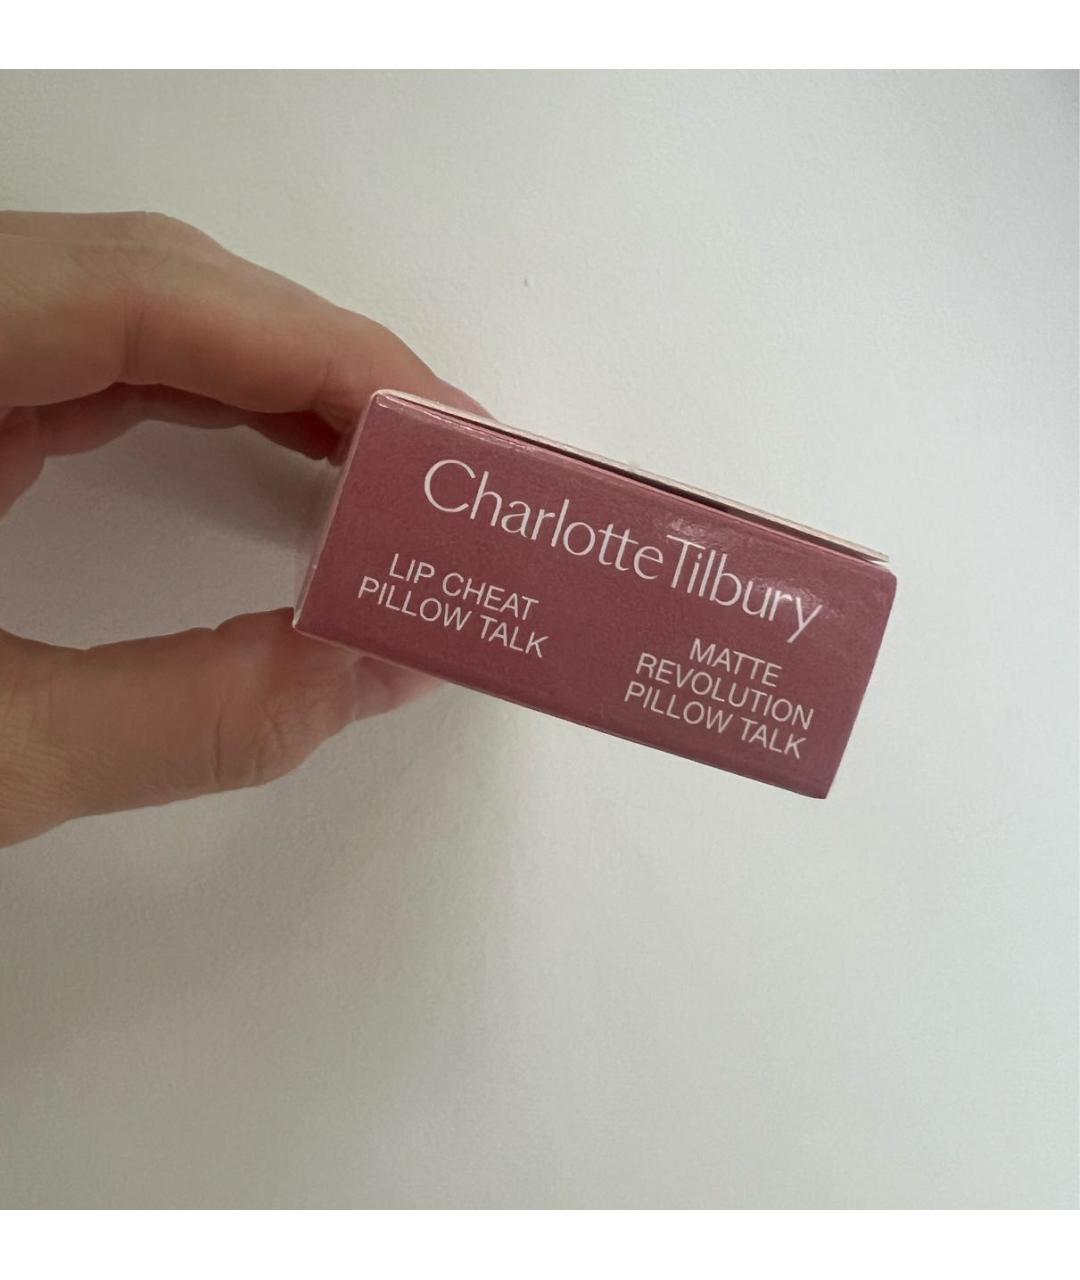 Charlotte Tilbury
LIP CHEAT
PILLOW TALK
MATTE
REVOLUTION
PILLOW TALK